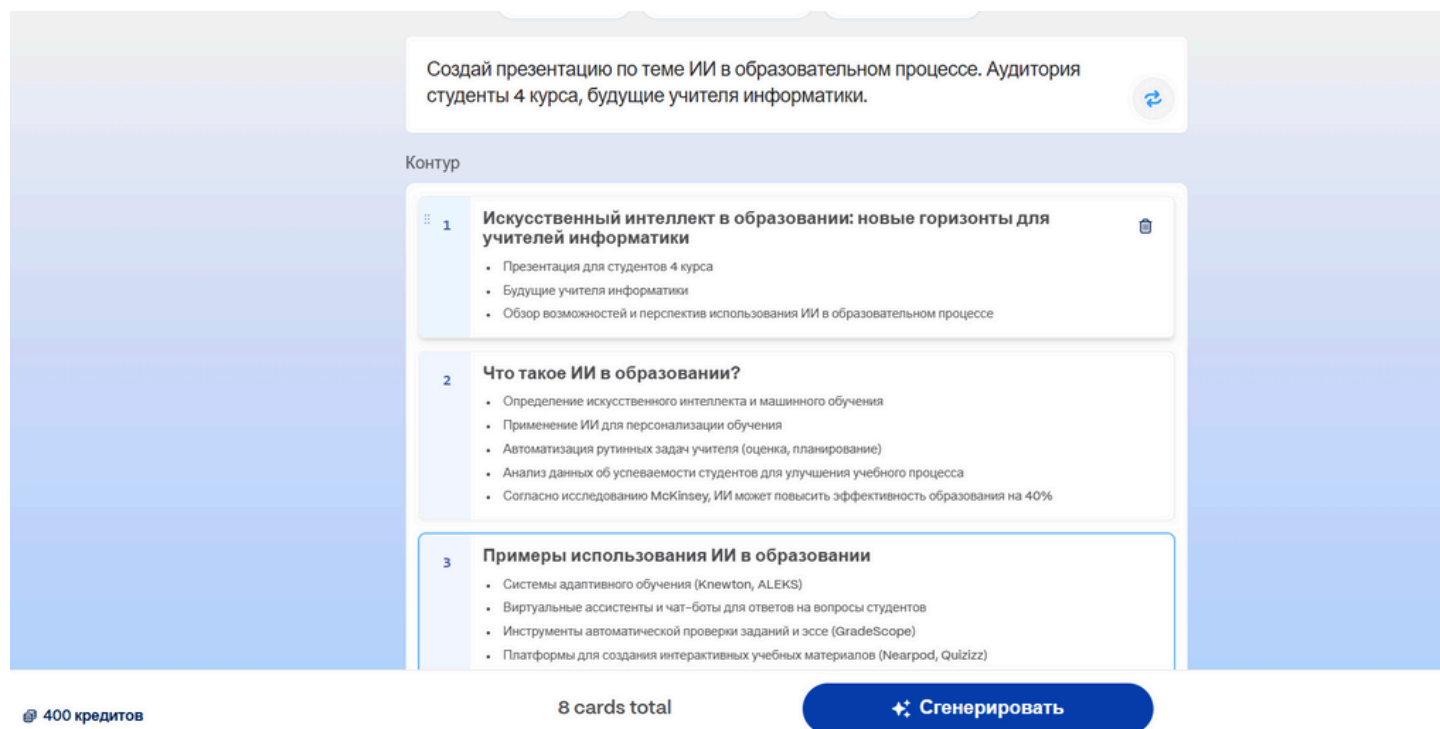 Создай презентацию по теме ИИ в образовательном процессе. Аудитория
студенты 4 курса, будущие учителя информатики.
Контур
1
Искусственный интеллект в образовании: новые горизонты для
учителей информатики
• Презентация для студентов 4 курса
• Будущие учителя информатики
• Обзор возможностей и перспектив использования ИИ в образовательном процессе
2
Что такое ИИ в образовании?
• Определение искусственного интеллекта и машинного обучения
• Применение ИИ для персонализации обучения
• Автоматизация рутинных задач учителя (оценка, планирование)
• Анализ данных об успеваемости студентов для улучшения учебного процесса
• Согласно исследованию McKinsey, ИИ может повысить эффективность образования на 40%
3
Примеры использования ИИ в образовании
• Системы адаптивного обучения (Knewton, ALEKS)
• Виртуальные ассистенты и чат-боты для ответов на вопросы студентов
• Инструменты автоматической проверки заданий и эссе (GradeScope)
• Платформы для создания интерактивных учебных материалов (Nearpod, Quizizz)
400 кредитов
8 cards total
Сгенерировать